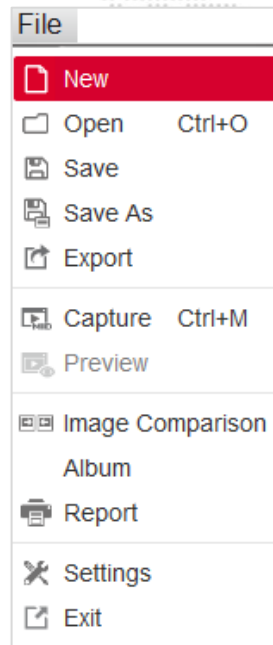 File
New
Open Ctrl+O
Save
Save As
Export
Capture Ctrl+M
Preview
Image Comparison
Album
Report
Settings
Exit